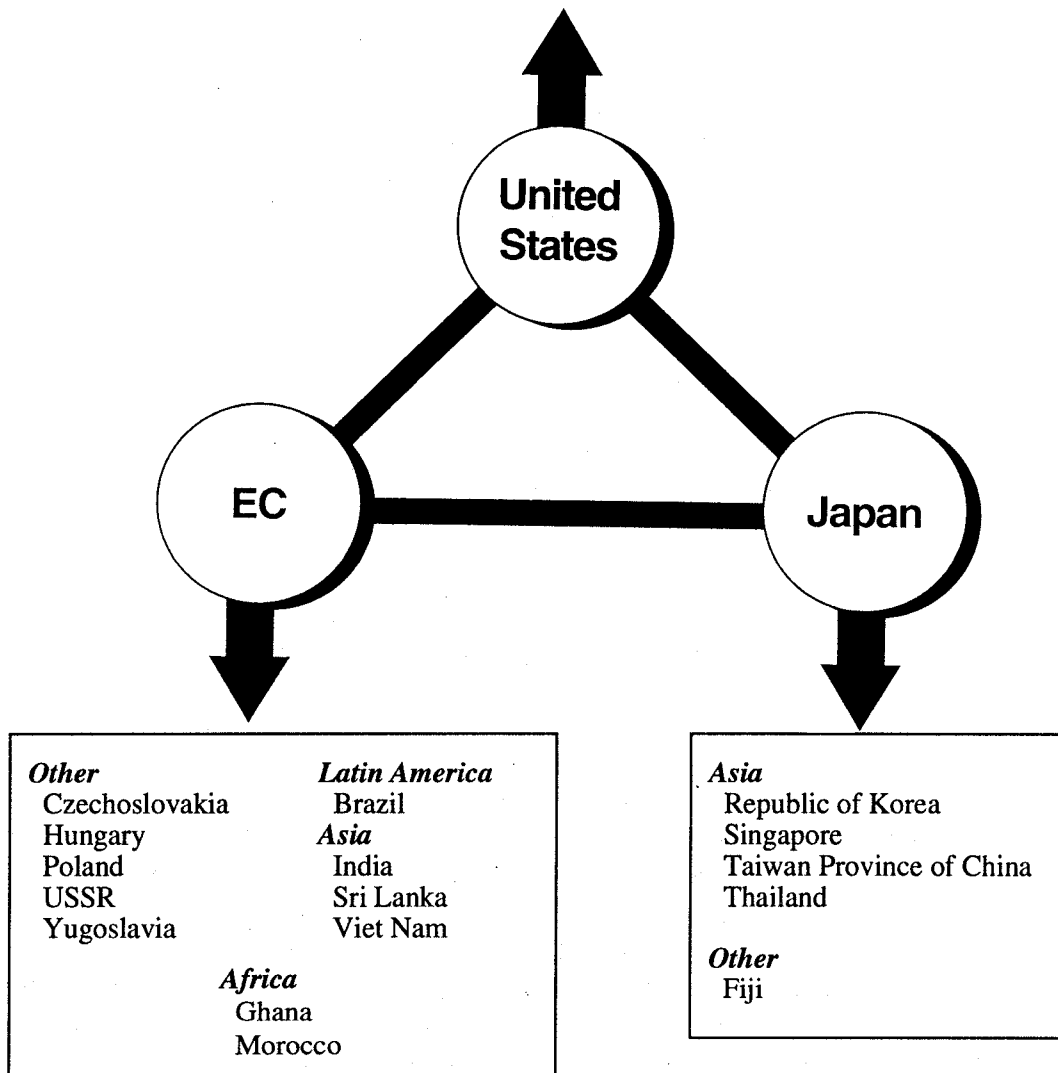 United
States
EC
Japan
Other
Czechoslovakia
Hungary
Poland
USSR
Yugoslavia
Latin America
Brazil
Asia
India
Sri Lanka
Viet Nam
Africa
Ghana
Morocco
Asia
Republic of Korea
Singapore
Taiwan Province of China
Thailand
Other
Fiji